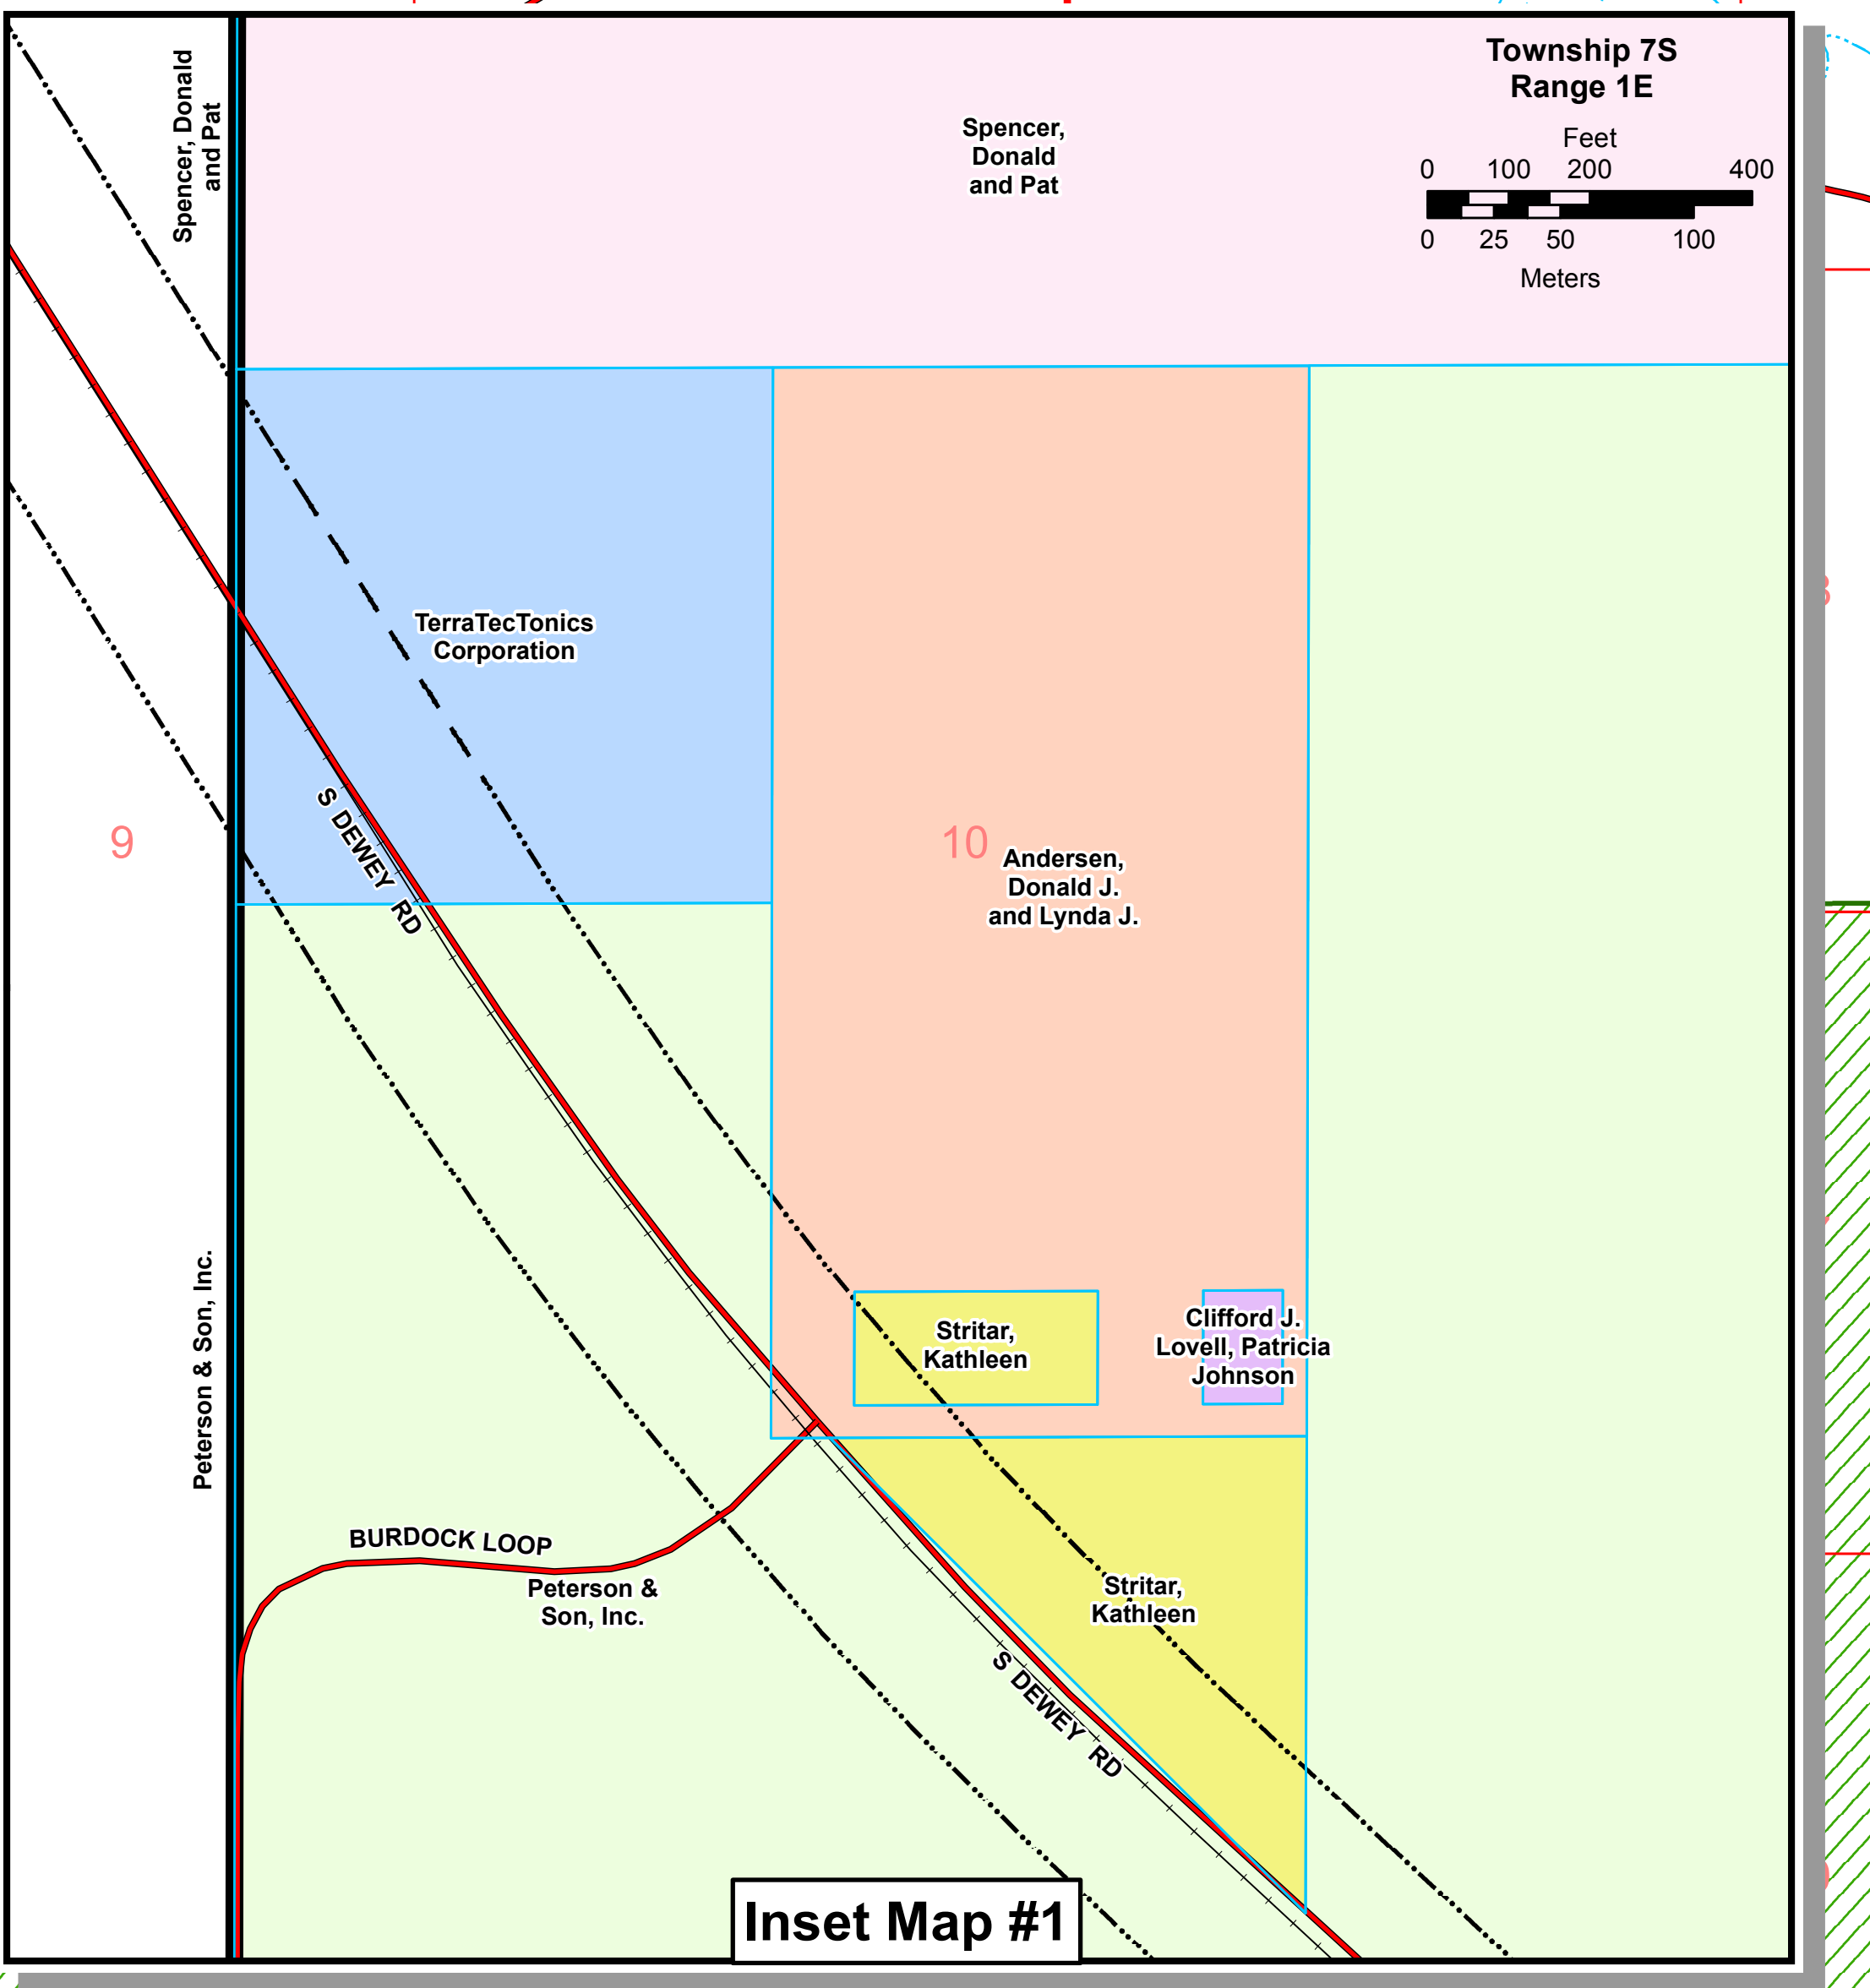 Township 7S
Range 1E
Feet
0 100 200 400
0 25 50 100
Meters
Spencer, Donald
and Pat
Spencer,
Donald
and Pat
TerraTecTonics
Corporation
S DEWEY RD
9
10
Andersen,
Donald J.
and Lynda J.
Peterson & Son, Inc.
Stritar,
Kathleen
Clifford J.
Lovell, Patricia
Johnson
BURDOCK LOOP
Peterson &
Son, Inc.
Stritar,
Kathleen
S DEWEY RD
Inset Map #1